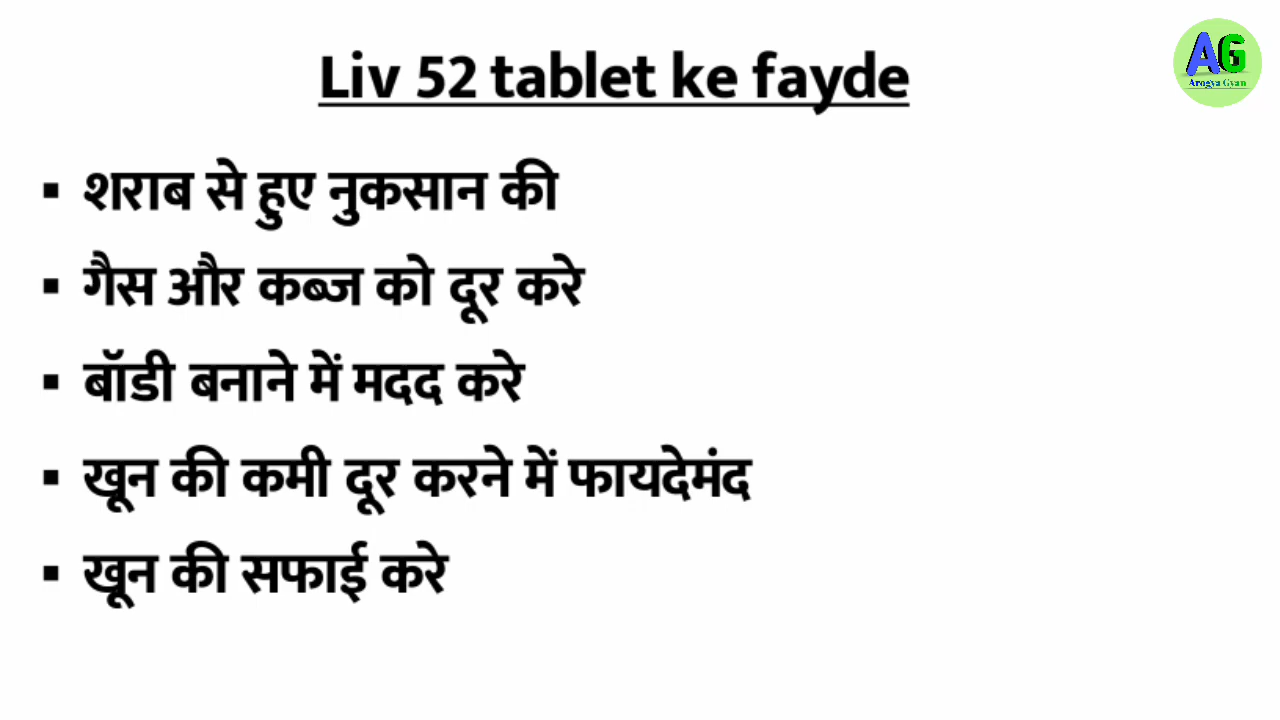 Liv 52 tablet ke fayde
AG
Arogya Gyan
▪ शराब से हुए नुकसान की
▪ गैस और कब्ज को दूर करे
▪ बॉडी बनाने में मदद करे
▪ खून की कमी दूर करने में फायदेमंद
▪ खून की सफाई करे